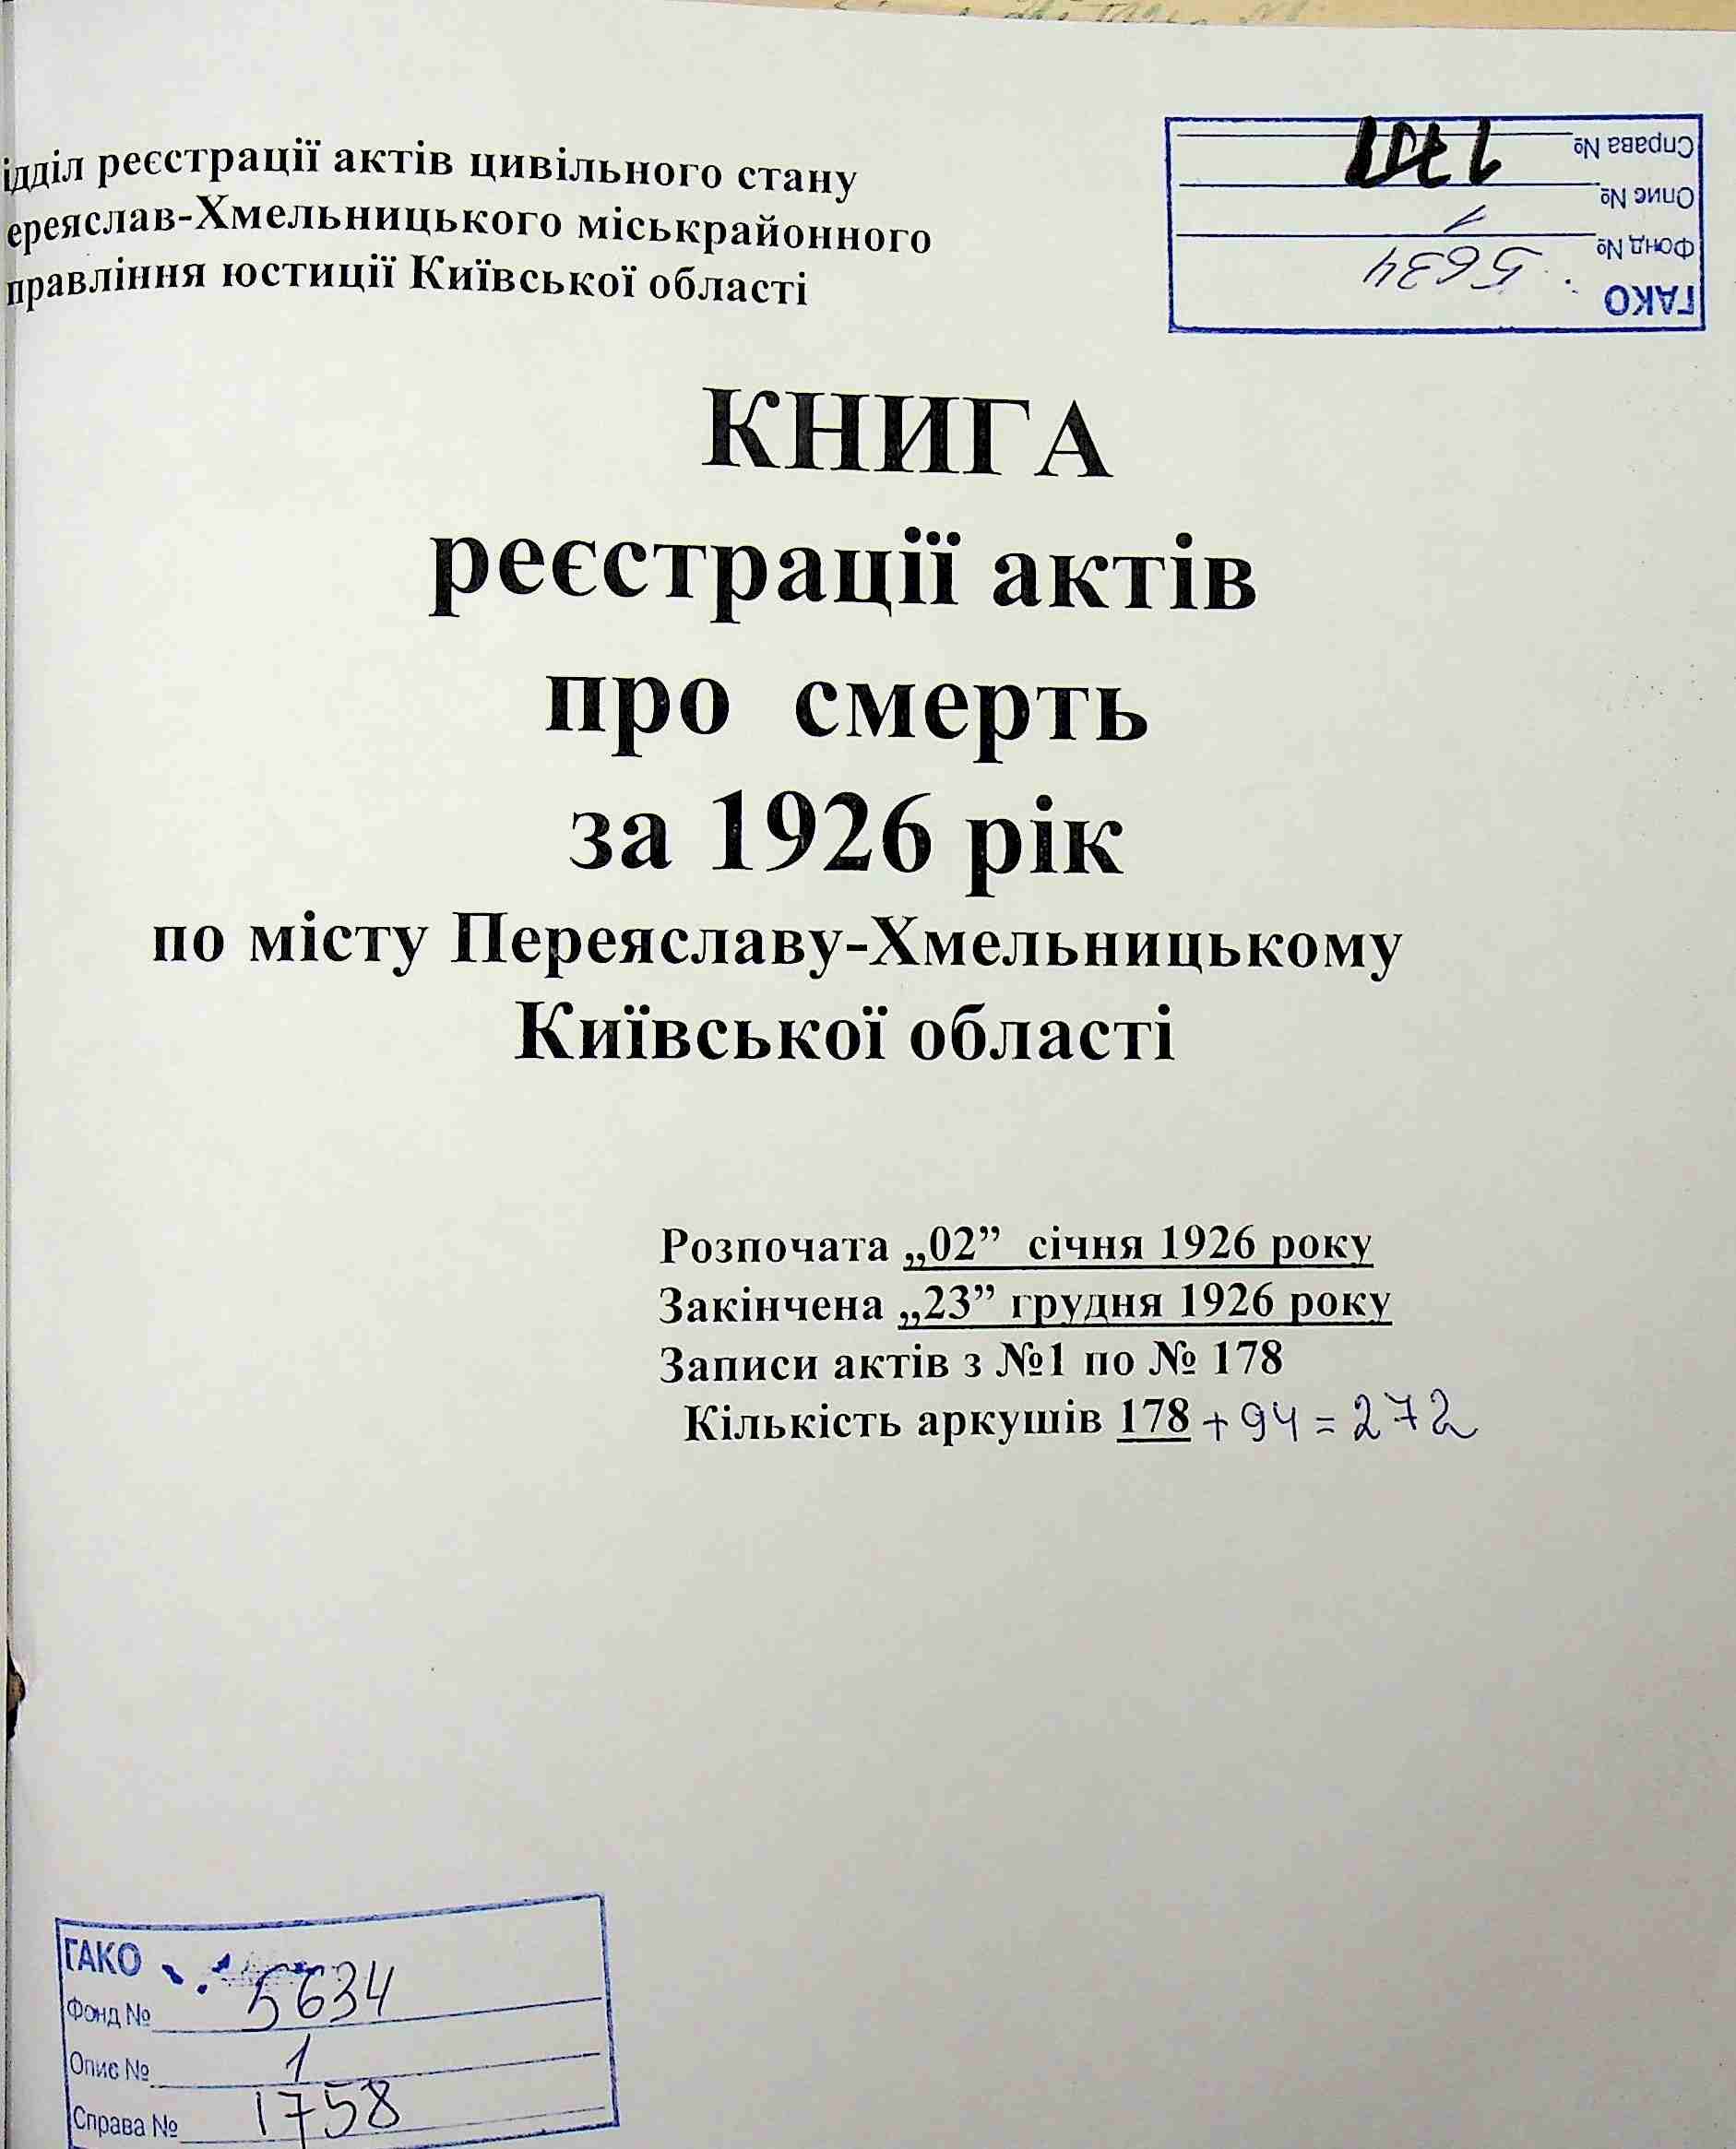 ідділ реєстрації актів цивільного стану
ереяслав-Хмельницького міськрайонного
правління юстиції Київської області
ГАКО
Фонд № 5634
Опис № 1
Справа №
КНИГА
реєстрації актів
про смерть
за 1926 рік
по місту Переяславу-Хмельницькому
Київської області
Розпочата „02” січня 1926 року
Закінчена „23” грудня 1926 року
Записи актів з №1 по № 178
Кількість аркушів 178 + 94 = 272
ГАКО
Фонд № 5634
Опис № 1
Справа № 1758